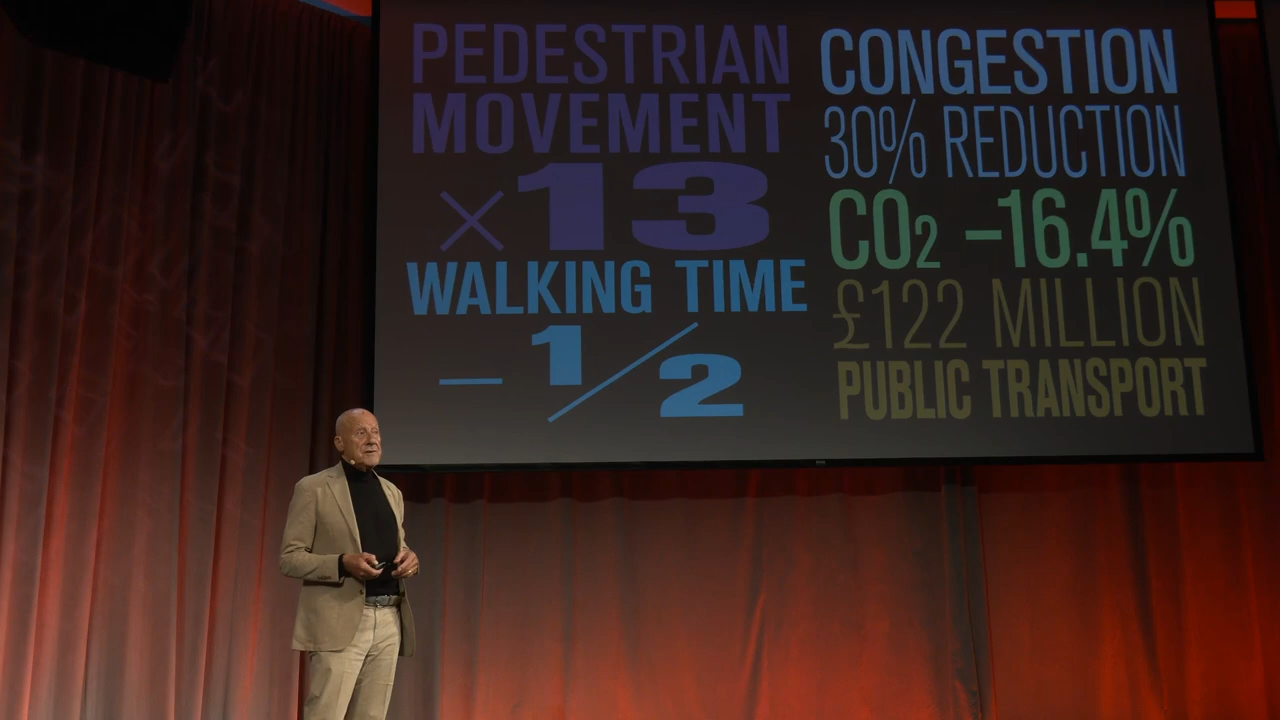 PEDESTRIAN
MOVEMENT
×13
WALKING TIME
–1/2
CONGESTION
30% REDUCTION
CO2 –16.4%
£122 MILLION
PUBLIC TRANSPORT